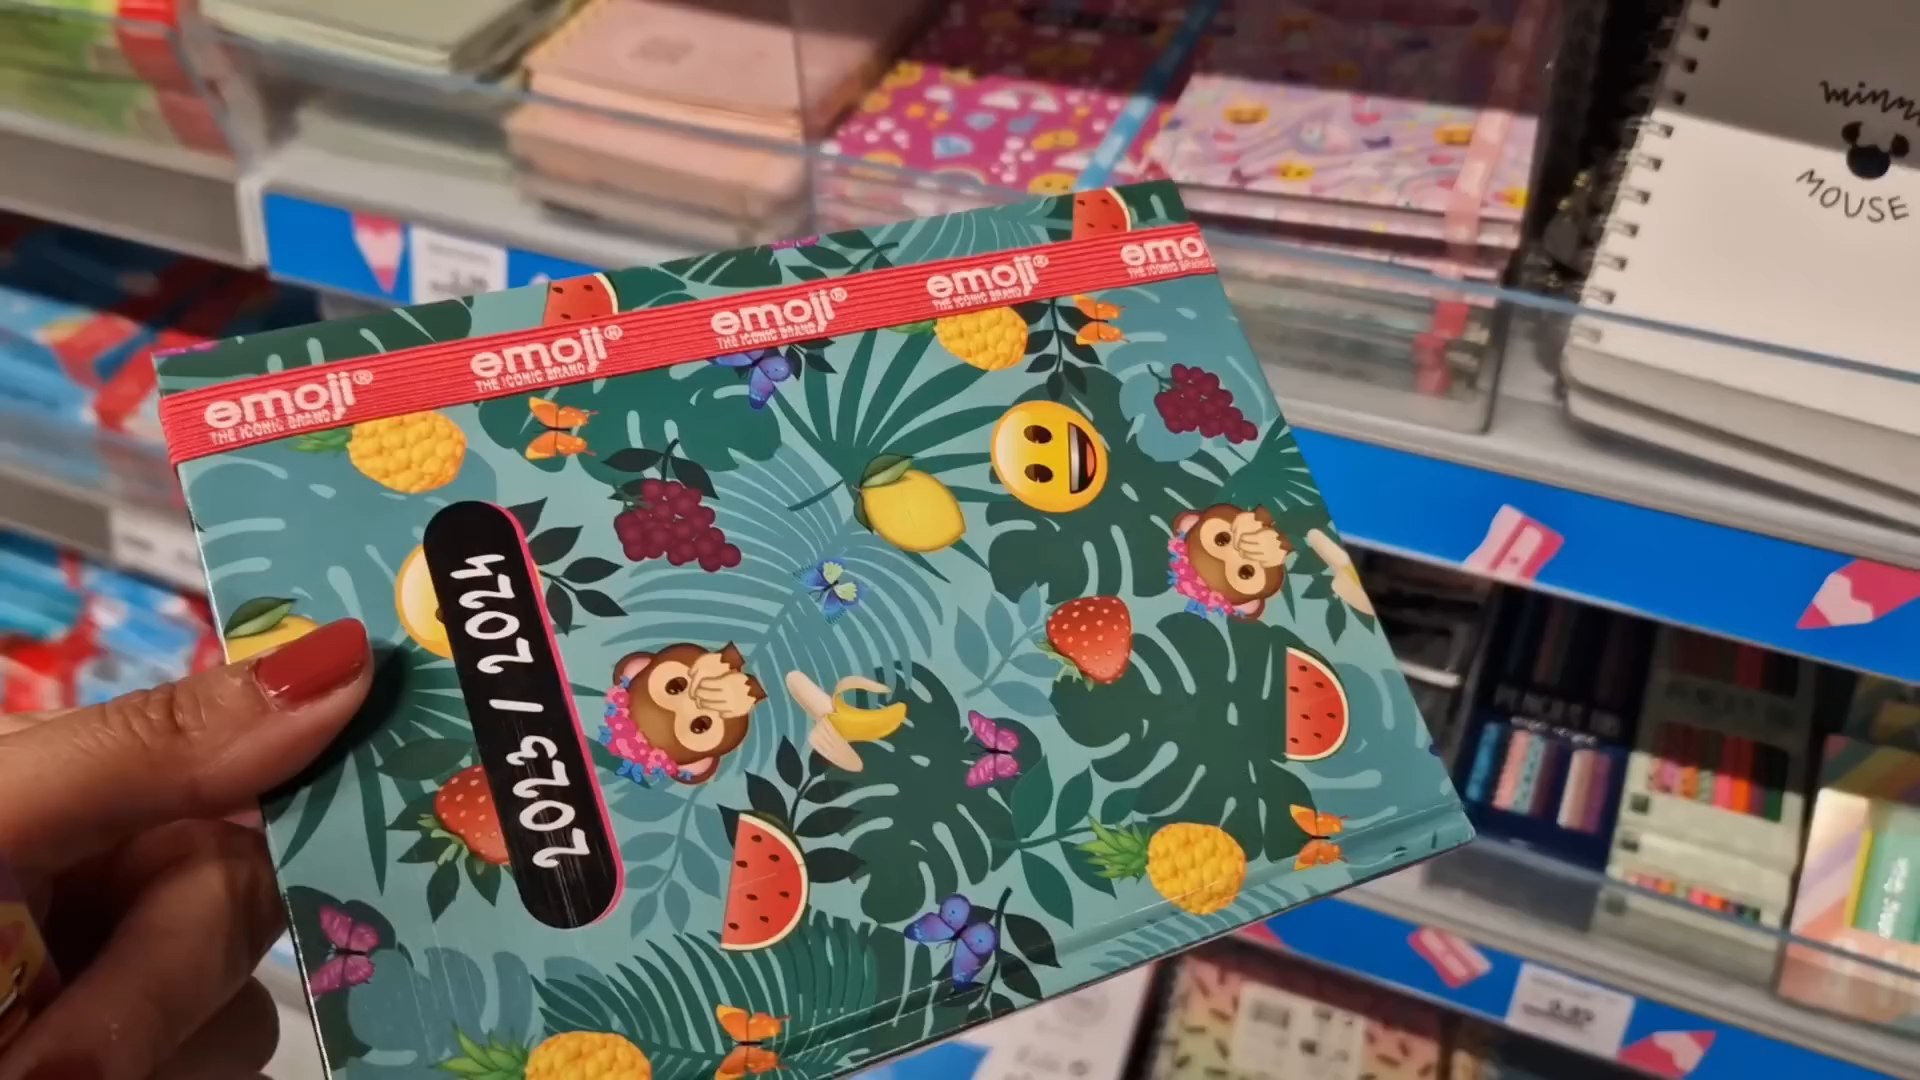 emoji®
THE ICONIC BRAND
emoji®
THE ICONIC BRAND
emoji®
THE ICONIC BRAND
emoji®
THE ICONIC BRAND
emo
THE ICONIC BRAND
2023 / 2024
MOUSE